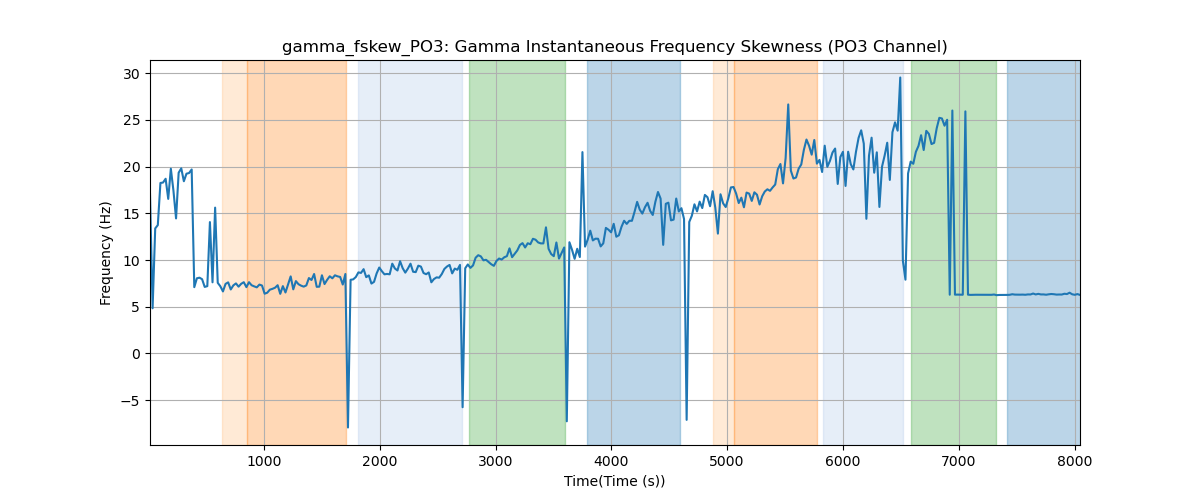 gamma_fskew_PO3: Gamma Instantaneous Frequency Skewness (PO3 Channel)
30
25
20
15
10
5
0
−5
Frequency (Hz)
1000 2000 3000 4000 5000 6000 7000 8000
Time(Time (s))